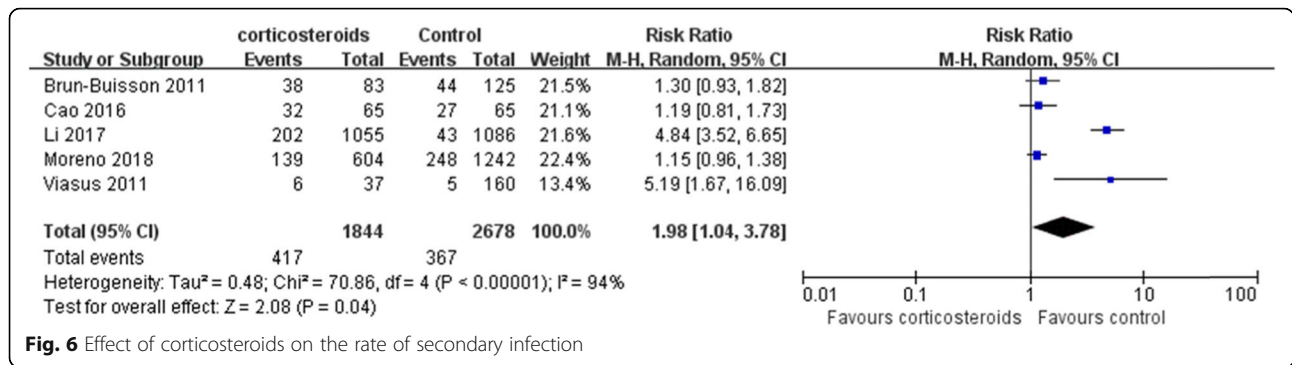 corticosteroids Control Risk Ratio Risk Ratio
Study or Subgroup Events Total Events Total Weight M-H, Random, 95% CI M-H, Random, 95% CI
Brun-Buisson 2011 38 83 44 125 21.5% 1.30 [0.93, 1.82]
Cao 2016 32 65 27 65 21.1% 1.19 [0.81, 1.73]
Li 2017 202 1055 43 1086 21.6% 4.84 [3.52, 6.65]
Moreno 2018 139 604 248 1242 22.4% 1.15 [0.96, 1.38]
Viasus 2011 6 37 5 160 13.4% 5.19 [1.67, 16.09]
Total (95% CI) 1844 2678 100.0% 1.98 [1.04, 3.78]
Total events 417 367
Heterogeneity: Tau² = 0.48; Chi² = 70.86, df = 4 (P < 0.00001); I² = 94%
Test for overall effect: Z = 2.08 (P = 0.04)
0.01 0.1 1 10 100
Favours corticosteroids Favours control
Fig. 6 Effect of corticosteroids on the rate of secondary infection